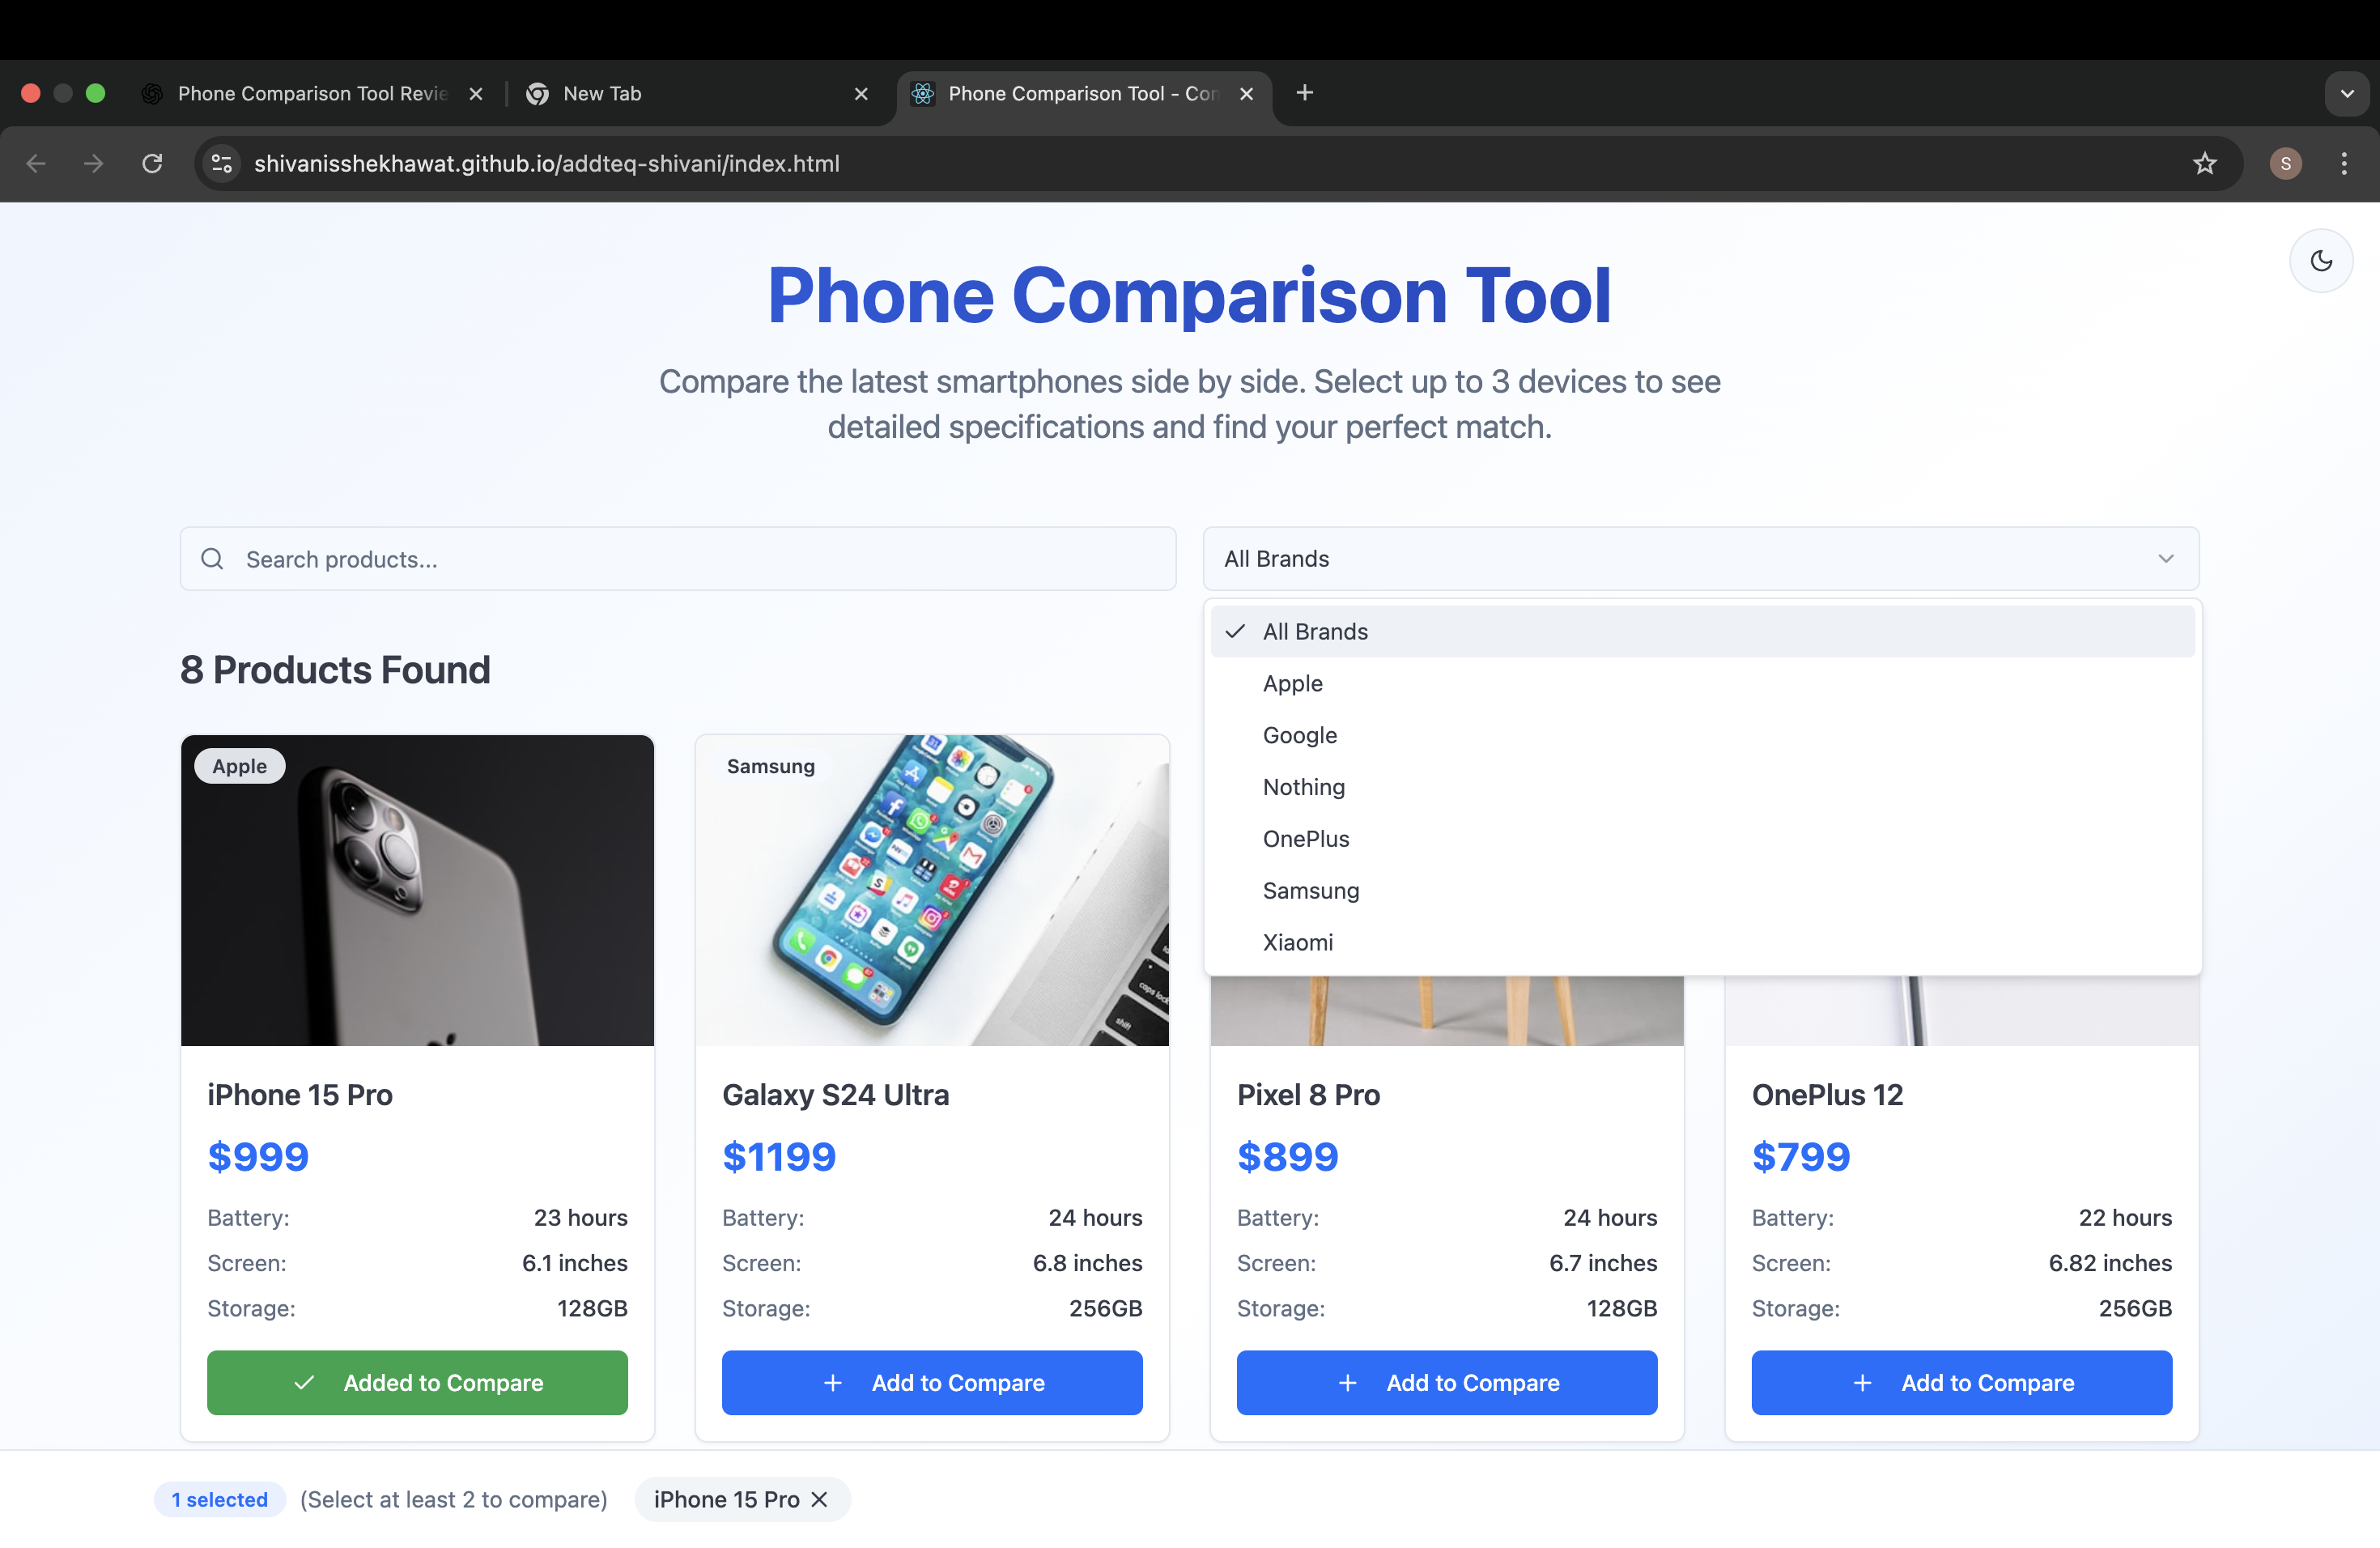 Phone Comparison Tool Revie
New Tab
Phone Comparison Tool - Con
shivanisshekhawat.github.io/addteq-shivani/index.html
S
Phone Comparison Tool
Compare the latest smartphones side by side. Select up to 3 devices to see
detailed specifications and find your perfect match.
Search products...
All Brands
All Brands
Apple
Google
Nothing
OnePlus
Samsung
Xiaomi
8 Products Found
Apple
Samsung
caps lock
shift
iPhone 15 Pro
$999
Battery: 23 hours
Screen: 6.1 inches
Storage: 128GB
Added to Compare
Galaxy S24 Ultra
$1199
Battery: 24 hours
Screen: 6.8 inches
Storage: 256GB
Add to Compare
Pixel 8 Pro
$899
Battery: 24 hours
Screen: 6.7 inches
Storage: 128GB
Add to Compare
OnePlus 12
$799
Battery: 22 hours
Screen: 6.82 inches
Storage: 256GB
Add to Compare
1 selected (Select at least 2 to compare) iPhone 15 Pro